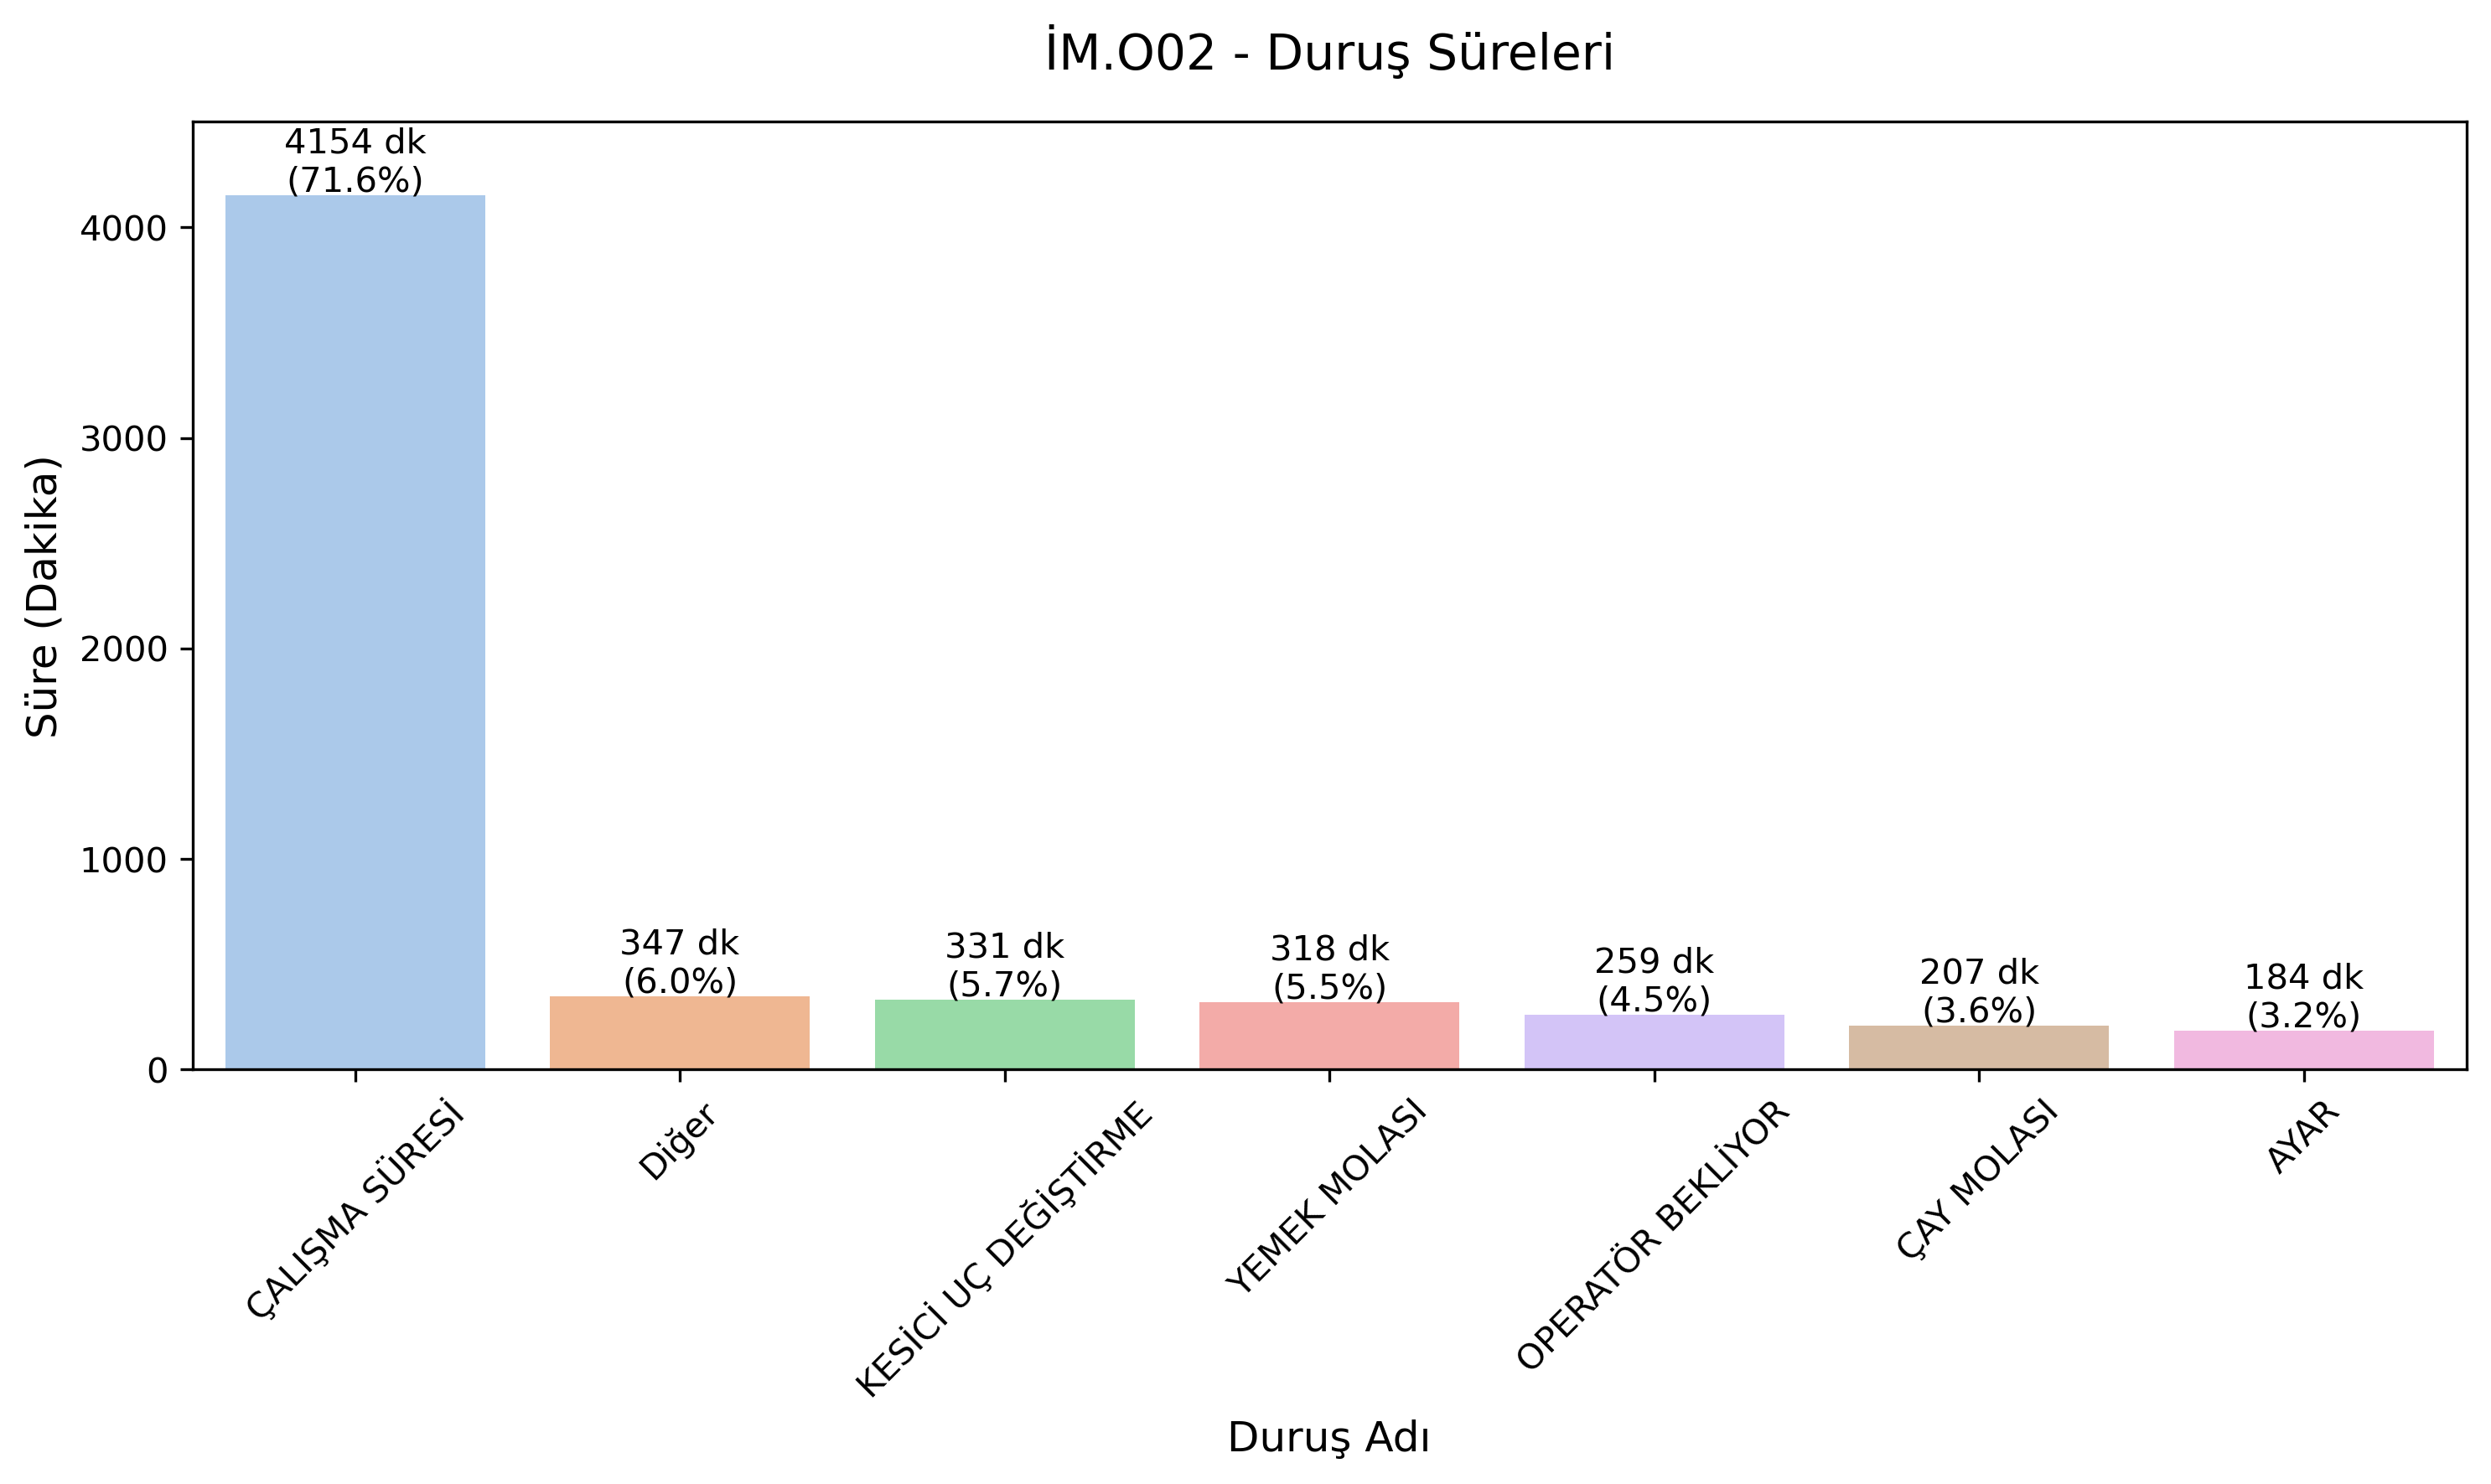 İM.O02 - Duruş Süreleri
Süre (Dakika)
4000
3000
2000
1000
0
4154 dk
(71.6%)
347 dk
(6.0%)
331 dk
(5.7%)
318 dk
(5.5%)
259 dk
(4.5%)
207 dk
(3.6%)
184 dk
(3.2%)
ÇALIŞMA SÜRESİ
Diğer
KESİCİ UÇ DEĞİŞTİRME
YEMEK MOLASI
OPERATÖR BEKLİYOR
ÇAY MOLASI
AYAR
Duruş Adı